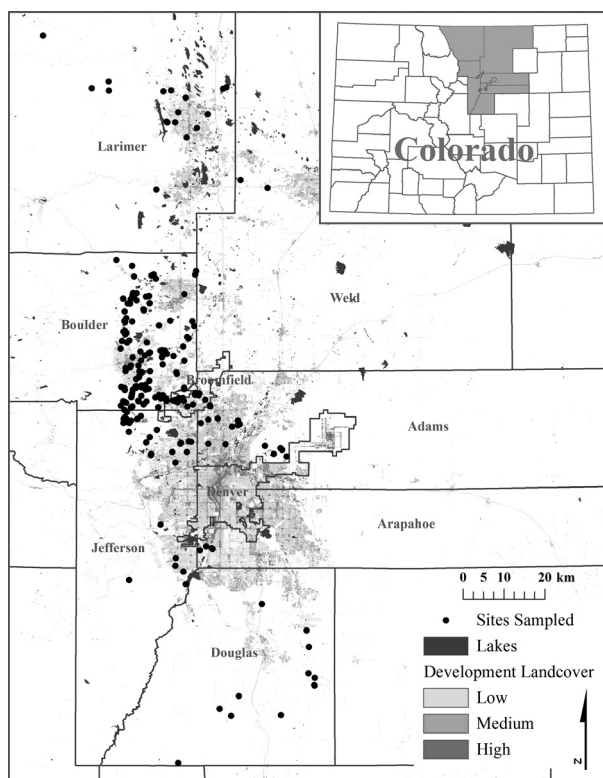 Colorado
Larimer
Weld
Boulder
Broomfield
Adams
Denver
Arapahoe
Jefferson
Douglas
0 5 10 20 km
Sites Sampled
Lakes
Development Landcover
Low
Medium
High
N